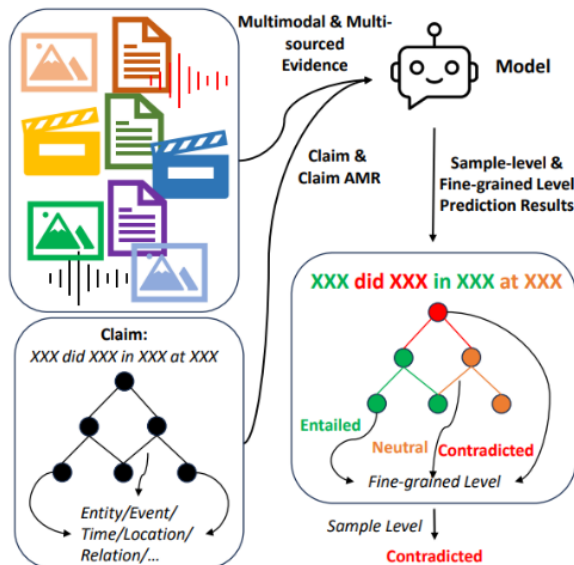 Multimodal & Multi-
sourced
Evidence
Model
Claim &
Claim AMR
Sample-level &
Fine-grained Level
Prediction Results
Claim:
XXX did XXX in XXX at XXX
Entity/Event/
Time/Location/
Relation/...
XXX did XXX in XXX at XXX
Entailed
Neutral
Contradicted
Fine-grained Level
Sample Level
Contradicted